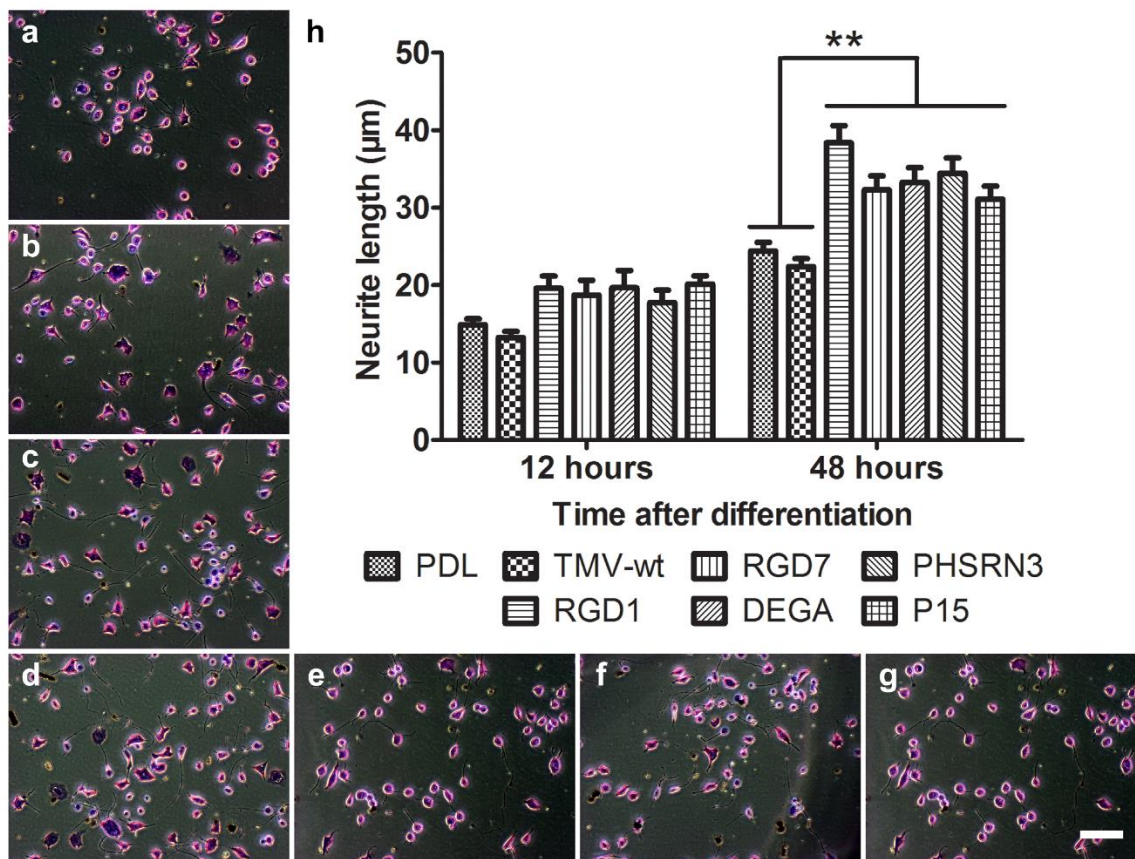 a
b
c
d
e
f
g
h
**
Neurite length (μm)
50
40
30
20
10
0
12 hours
48 hours
Time after differentiation
PDL
TMV-wt
RGD7
PHSRN3
RGD1
DEGA
P15